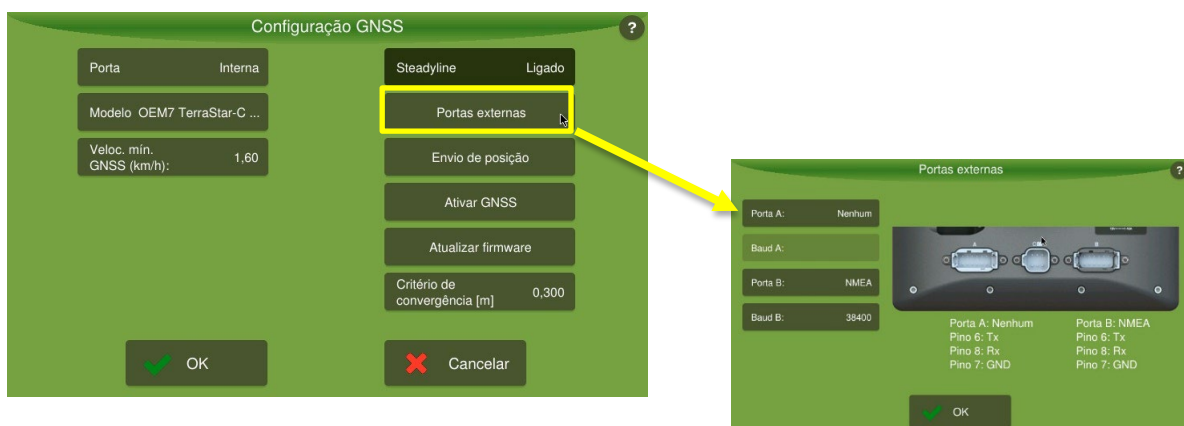 Configuração GNSS
?
Porta Interna
Modelo OEM7 TerraStar-C ...
Veloc. mín.
GNSS (km/h): 1,60
Steadyline Ligado
Portas externas
Envio de posição
Ativar GNSS
Atualizar firmware
Critério de
convergência [m] 0,300
OK
Cancelar
Portas externas
?
Porta A: Nenhum
Baud A:
Porta B: NMEA
Baud B: 38400
A
B
Porta A: Nenhum
Pino 6: Tx
Pino 8: Rx
Pino 7: GND
Porta B: NMEA
Pino 6: Tx
Pino 8: Rx
Pino 7: GND
OK